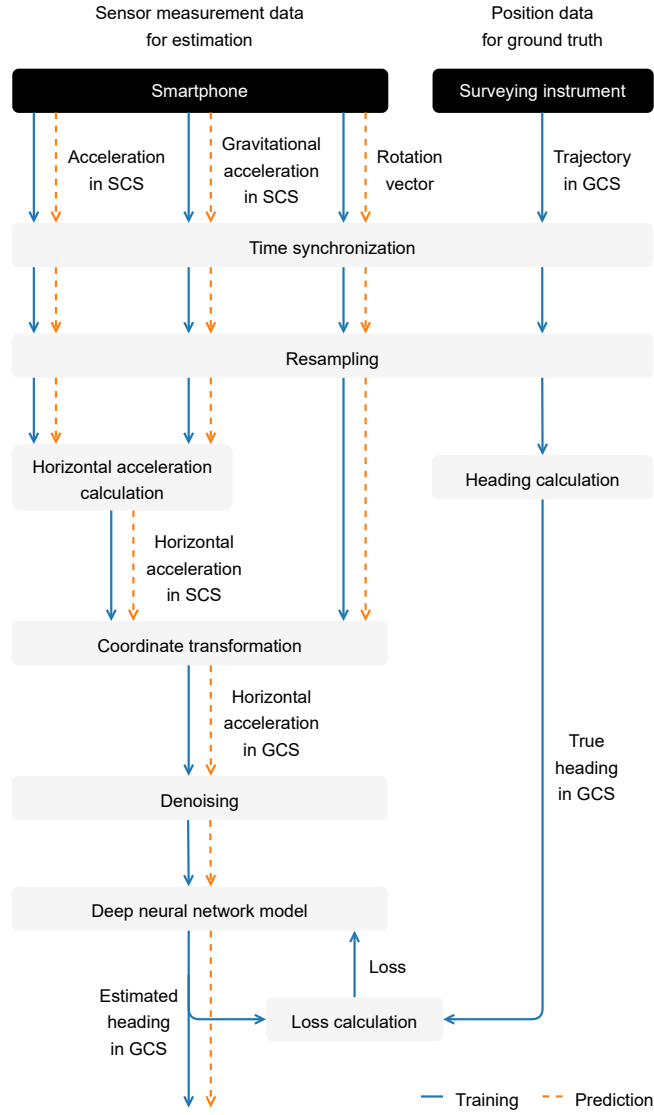 Sensor measurement data
for estimation
Position data
for ground truth
Smartphone
Surveying instrument
Acceleration
in SCS
Gravitational
acceleration
in SCS
Rotation
vector
Trajectory
in GCS
Time synchronization
Resampling
Horizontal acceleration
calculation
Heading calculation
Horizontal
acceleration
in SCS
Coordinate transformation
Horizontal
acceleration
in GCS
True
heading
in GCS
Denoising
Deep neural network model
Loss
Estimated
heading
in GCS
Loss calculation
Training
Prediction